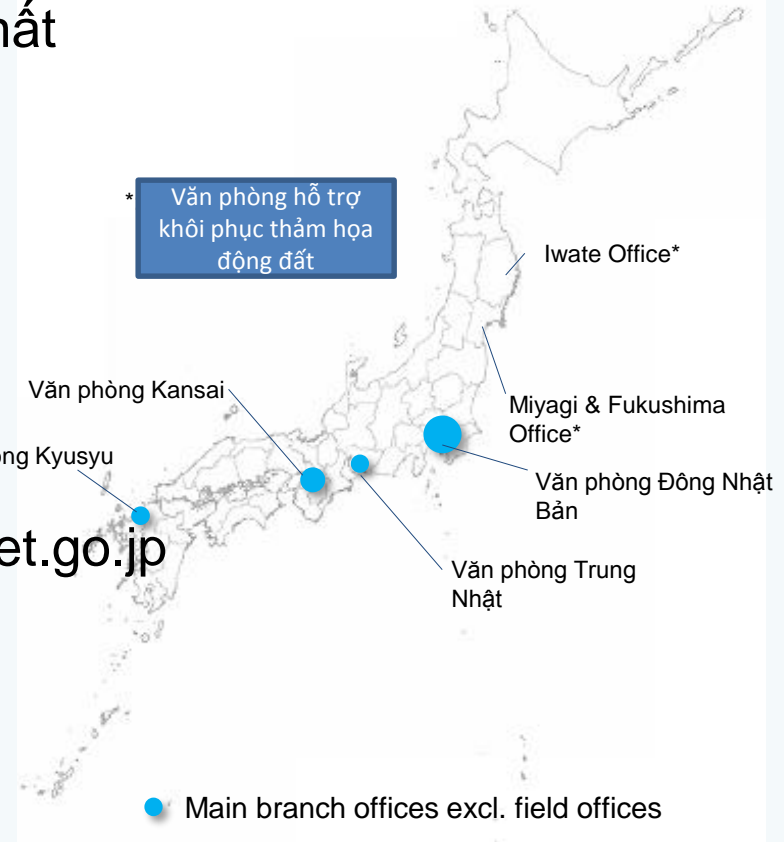 hất
*
Văn phòng hỗ trợ
khôi phục thảm họa
động đất
Iwate Office*
Văn phòng Kansai
Miyagi & Fukushima
Office*
ng Kyusyu
Văn phòng Đông Nhật
Bản
et.go.jp
Văn phòng Trung
Nhật
Main branch offices excl. field offices